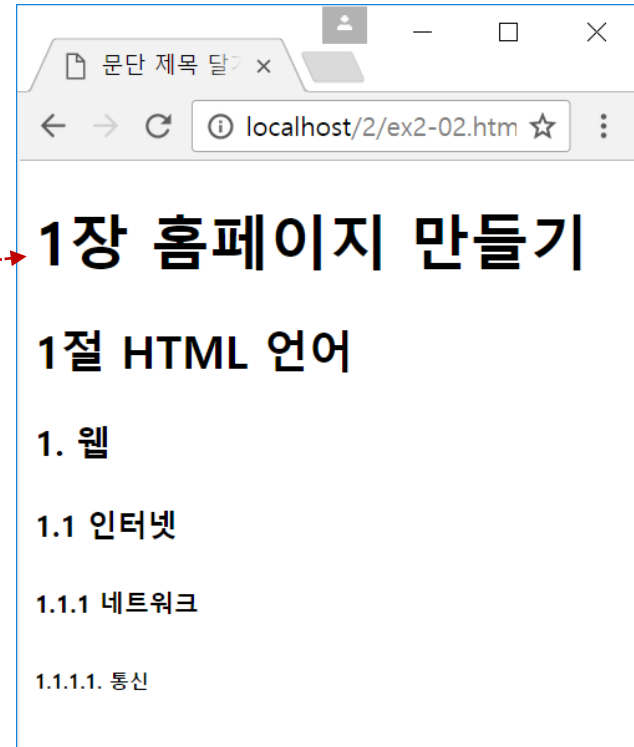 문단 제목 달
localhost/2/ex2-02.htm
1장 홈페이지 만들기
1절 HTML 언어
1. 웹
1.1 인터넷
1.1.1 네트워크
1.1.1.1. 통신